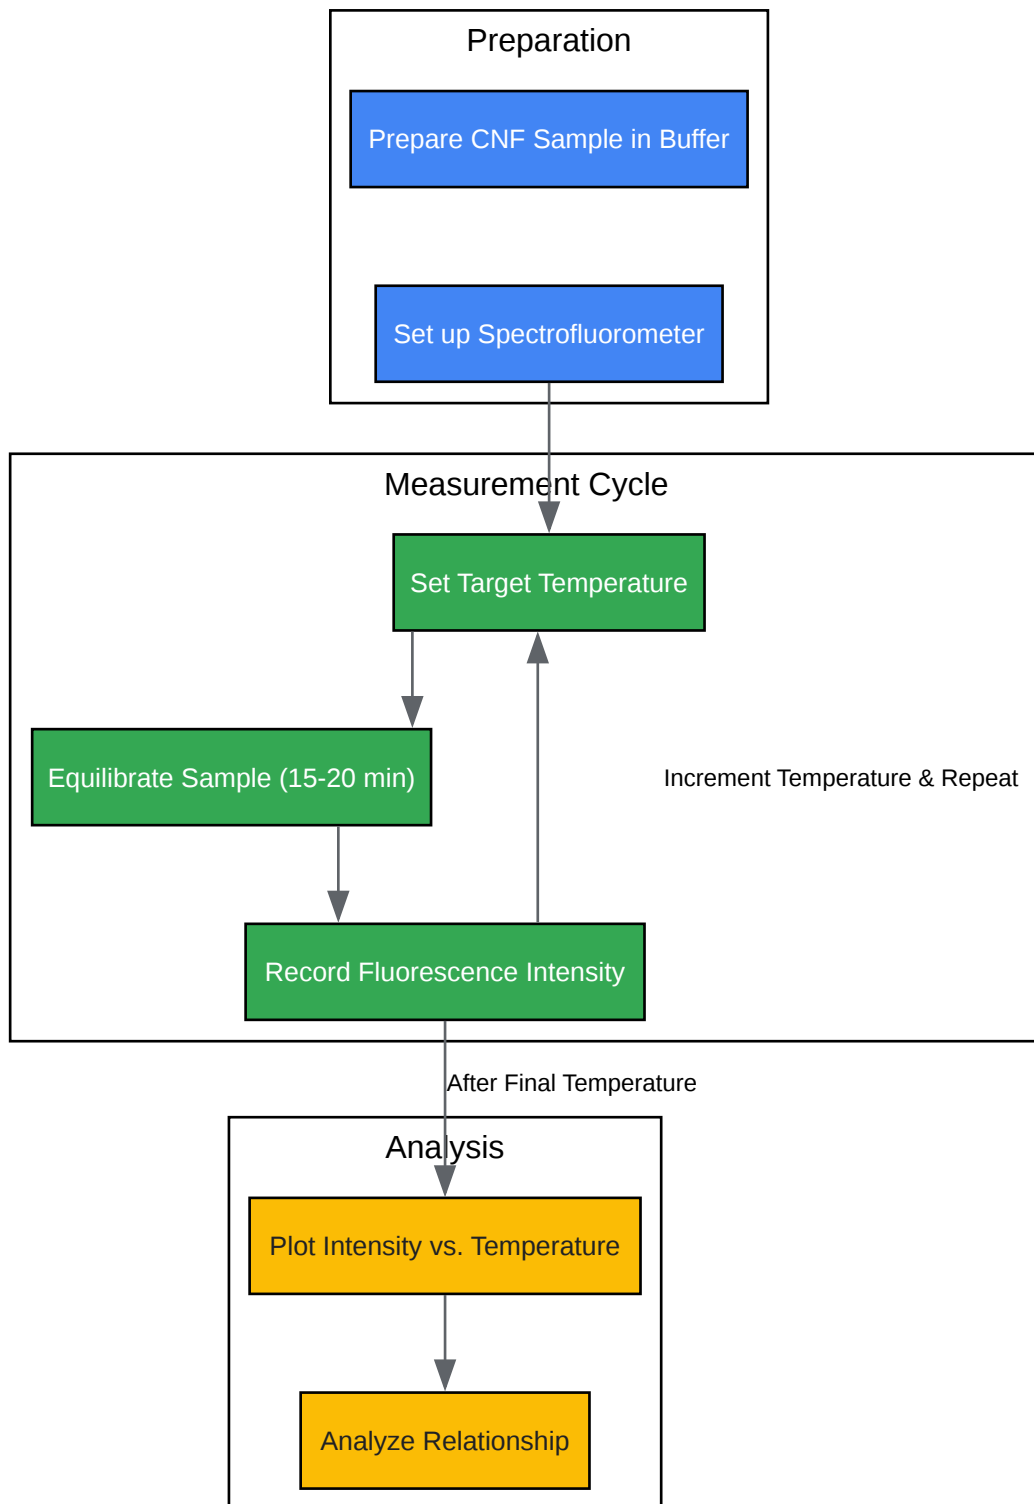 Preparation
Prepare CNF Sample in Buffer
Set up Spectrofluorometer
Measurement Cycle
Set Target Temperature
Equilibrate Sample (15-20 min)
Increment Temperature & Repeat
Record Fluorescence Intensity
After Final Temperature
Analysis
Plot Intensity vs. Temperature
Analyze Relationship